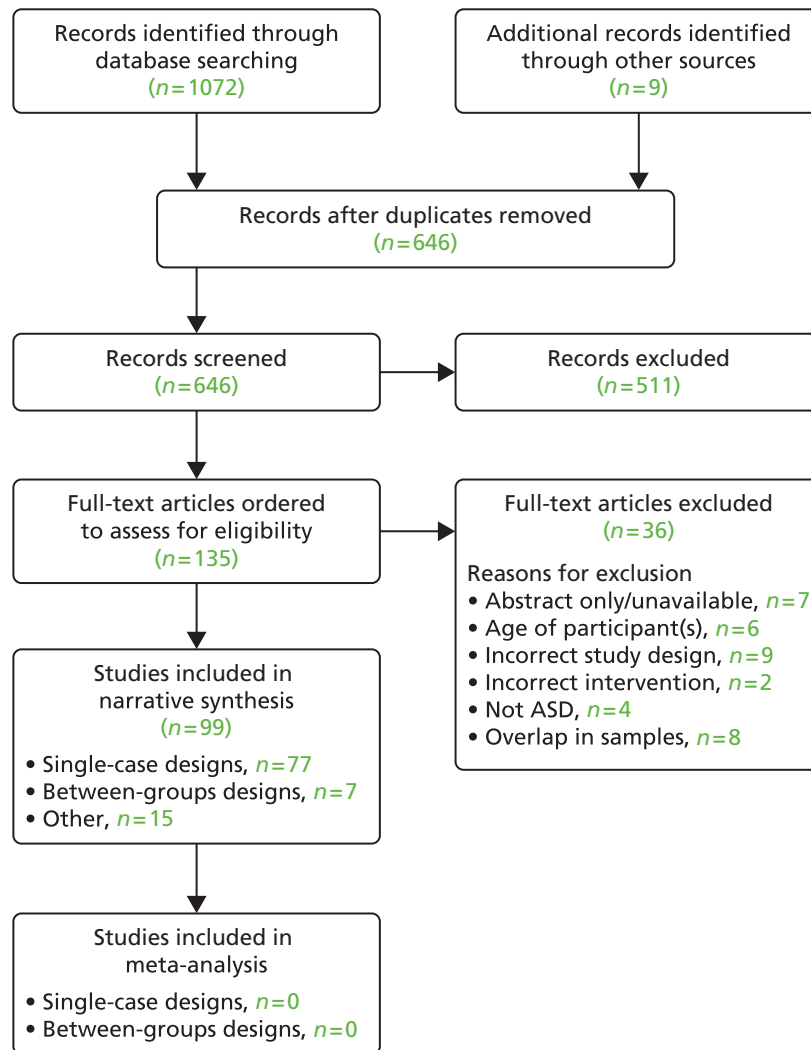 Records identified through
database searching
(n=1072)
Additional records identified
through other sources
(n=9)
Records after duplicates removed
(n=646)
Records screened
(n=646)
Records excluded
(n=511)
Full-text articles ordered
to assess for eligibility
(n=135)
Full-text articles excluded
(n=36)
Reasons for exclusion
• Abstract only/unavailable, n=7
• Age of participant(s), n=6
• Incorrect study design, n=9
• Incorrect intervention, n=2
• Not ASD, n=4
• Overlap in samples, n=8
Studies included in
narrative synthesis
(n=99)
• Single-case designs, n=77
• Between-groups designs, n=7
• Other, n=15
Studies included in
meta-analysis
• Single-case designs, n=0
• Between-groups designs, n=0